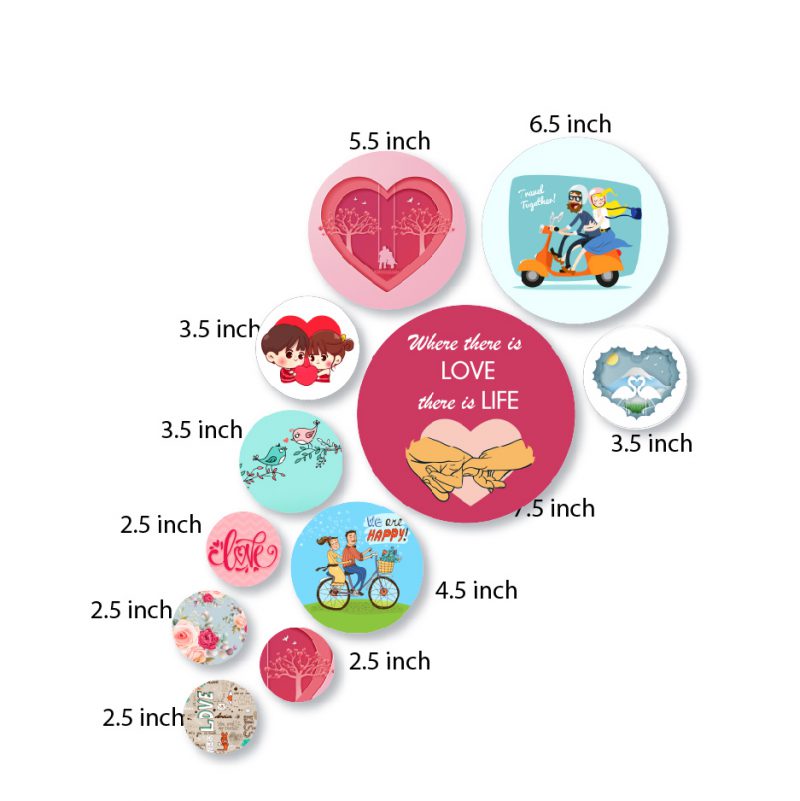 6.5 inch
5.5 inch
Travel
Together!
3.5 inch
Where there is
LOVE
there is LIFE
3.5 inch
3.5 inch
7.5 inch
2.5 inch
We are
HAPPY!
love
4.5 inch
2.5 inch
2.5 inch
2.5 inch
LOVE
KISS